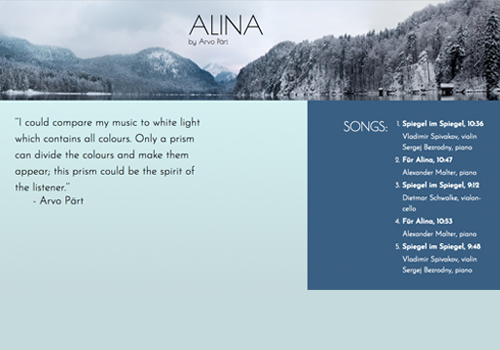 ALINA
by Arvo Pärt
"I could compare my music to white light
which contains all colours. Only a prism
can divide the colours and make them
appear; this prism could be the spirit of
the listener."
- Arvo Pärt
SONGS:
1. Spiegel im Spiegel, 10:36
Vladimir Spivakov, violin
Sergej Bezrodny, piano
2. Für Alina, 10:47
Alexander Malter, piano
3. Spiegel im Spiegel, 9:12
Dietmar Schwalke, violon-
cello
4. Für Alina, 10:53
Alexander Malter, piano
5. Spiegel im Spiegel, 9:48
Vladimir Spivakov, violin
Sergej Bezrodny, piano